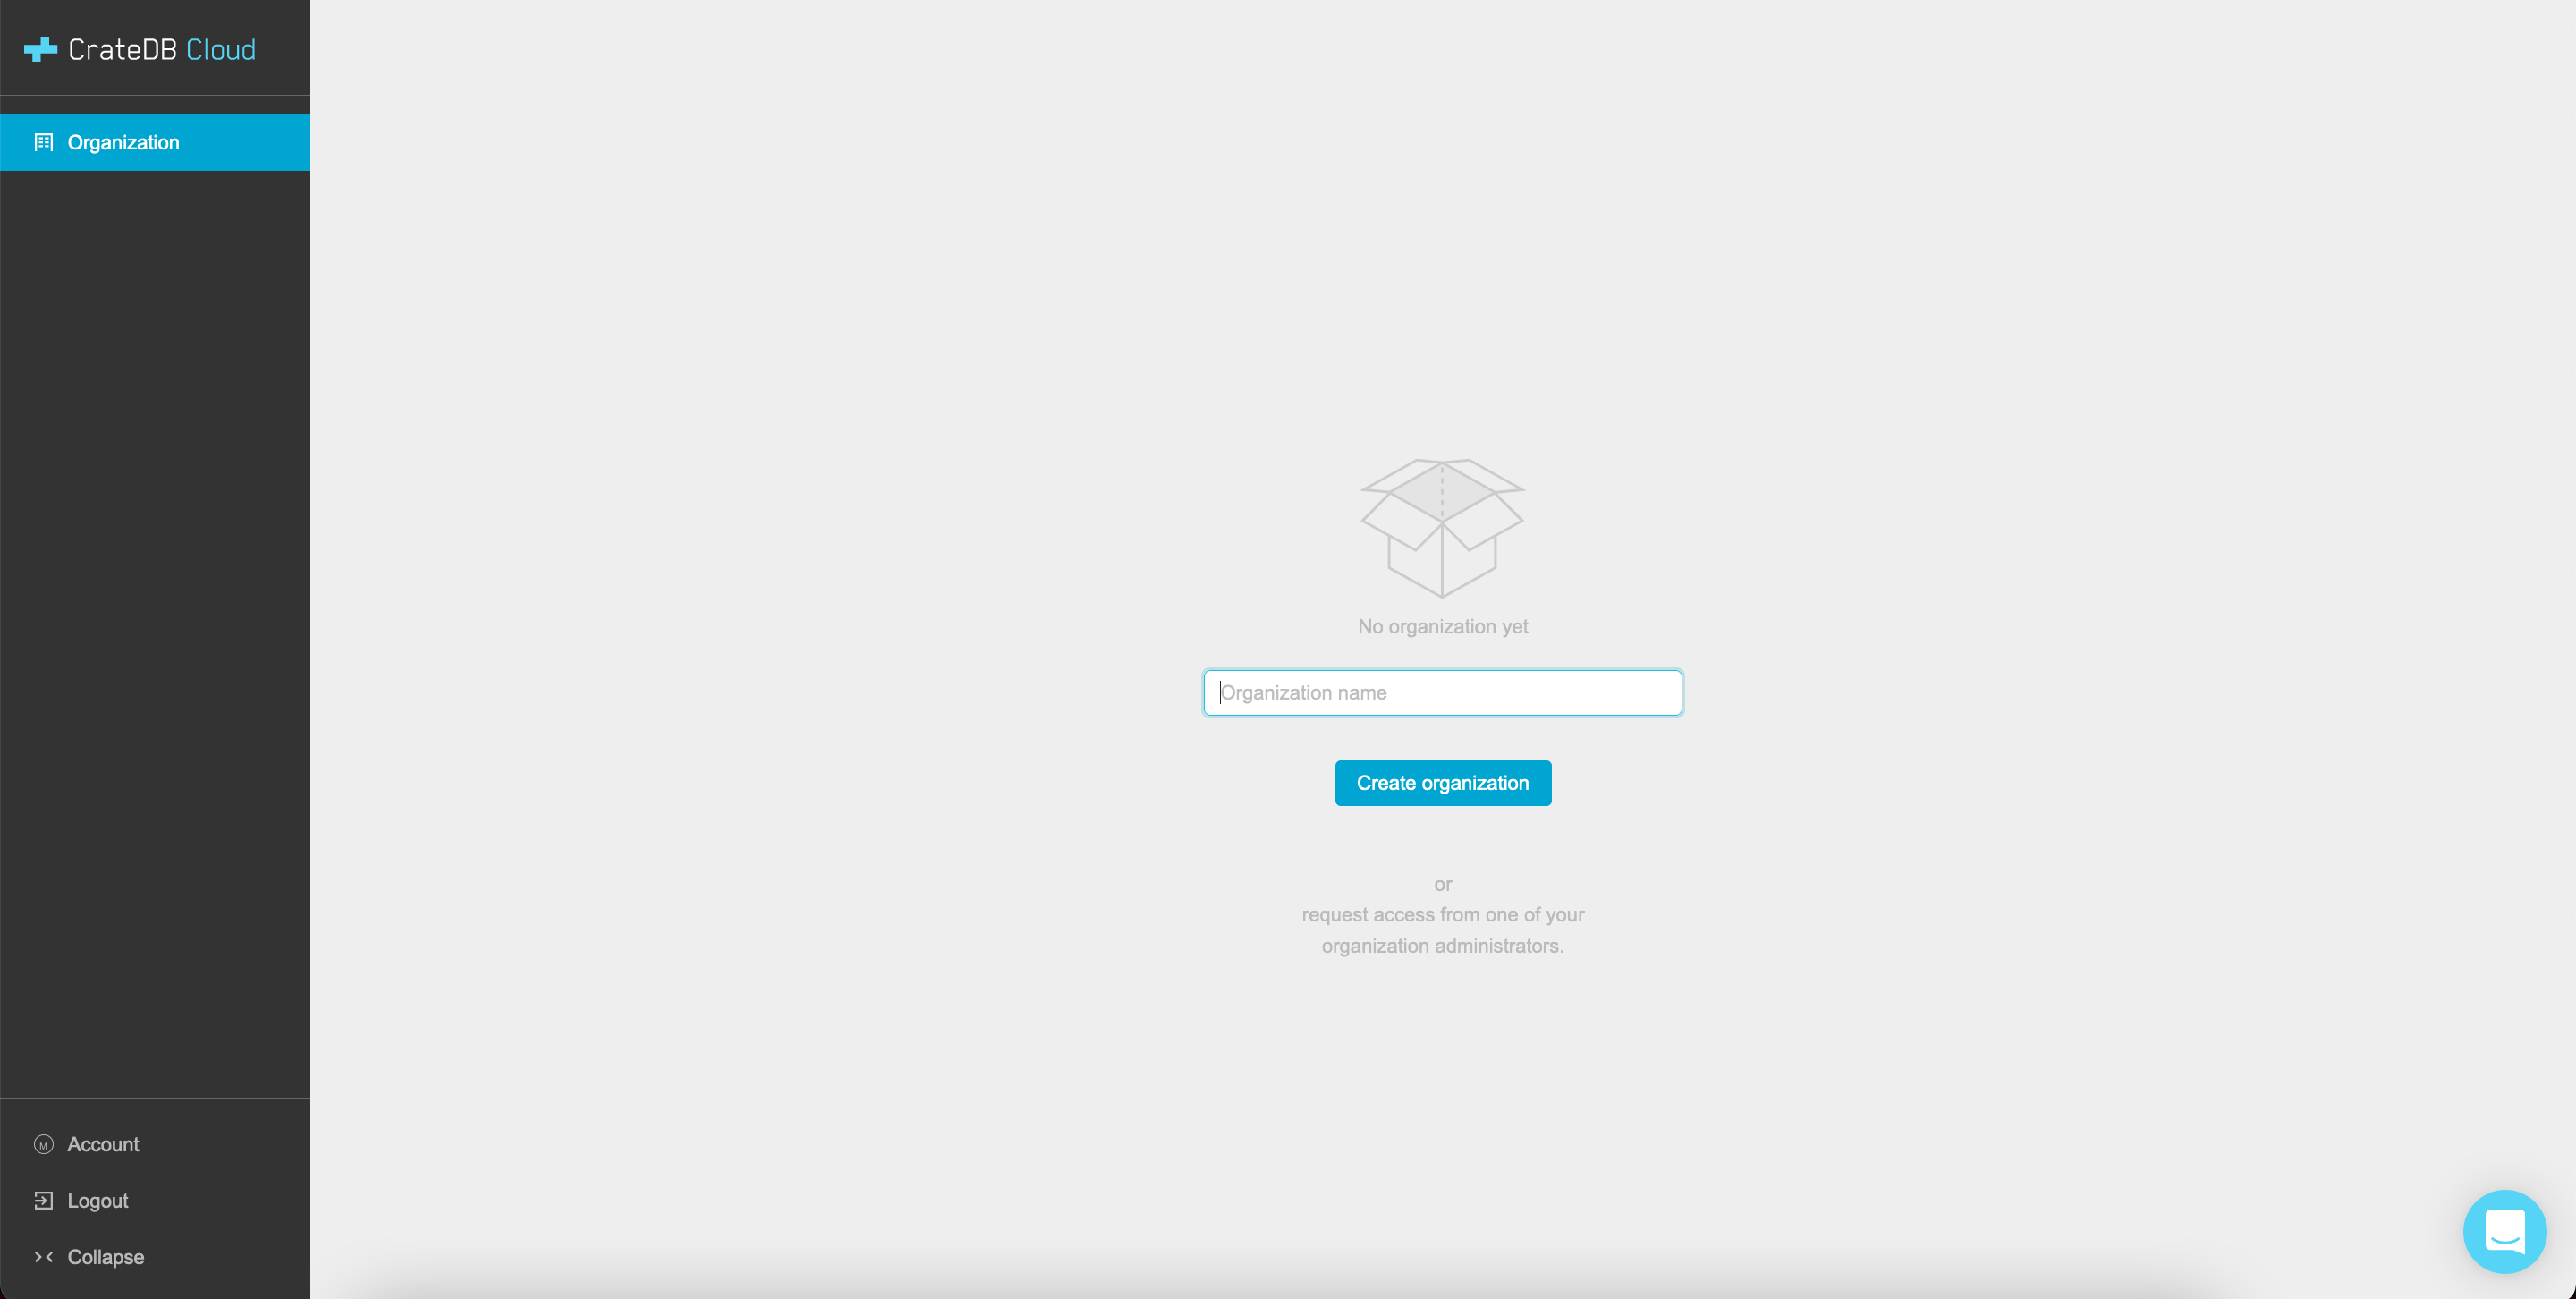 CrateDB Cloud
Organization
No organization yet
Organization name
Create organization
or
request access from one of your
organization administrators.
M
Account
Logout
Collapse